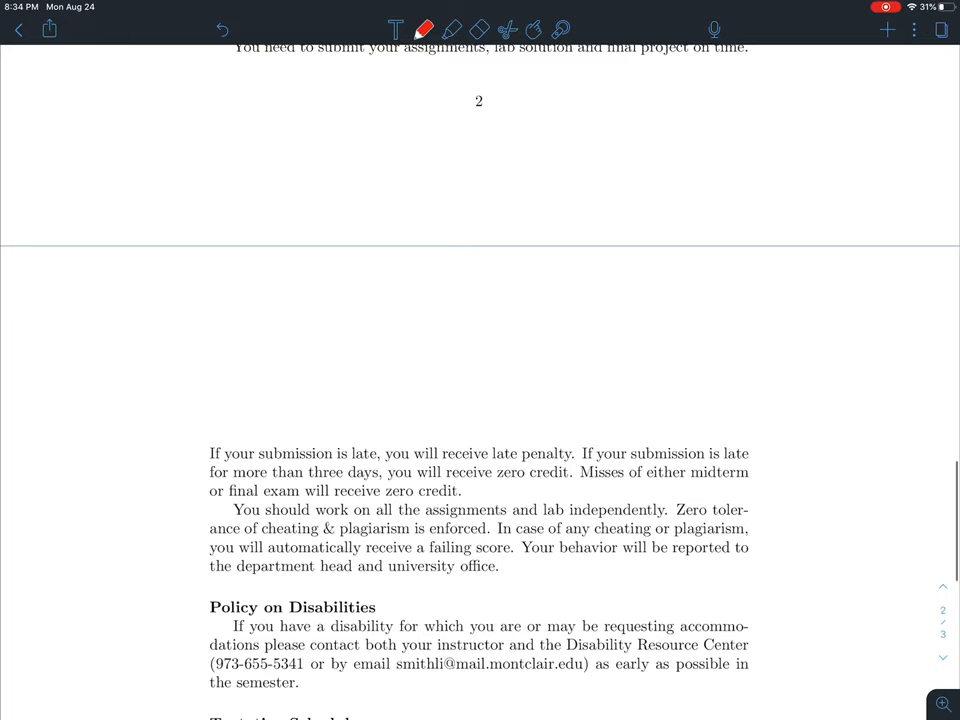 8:34 PM Mon Aug 24
31%
You need to submit your assignments, lab solution and final project on time.
2
If your submission is late, you will receive late penalty. If your submission is late
for more than three days, you will receive zero credit. Misses of either midterm
or final exam will receive zero credit.
You should work on all the assignments and lab independently. Zero toler-
ance of cheating & plagiarism is enforced. In case of any cheating or plagiarism,
you will automatically receive a failing score. Your behavior will be reported to
the department head and university office.
Policy on Disabilities
If you have a disability for which you are or may be requesting accommo-
dations please contact both your instructor and the Disability Resource Center
(973-655-5341 or by email smithli@mail.montclair.edu) as early as possible in
the semester.
2
/
3